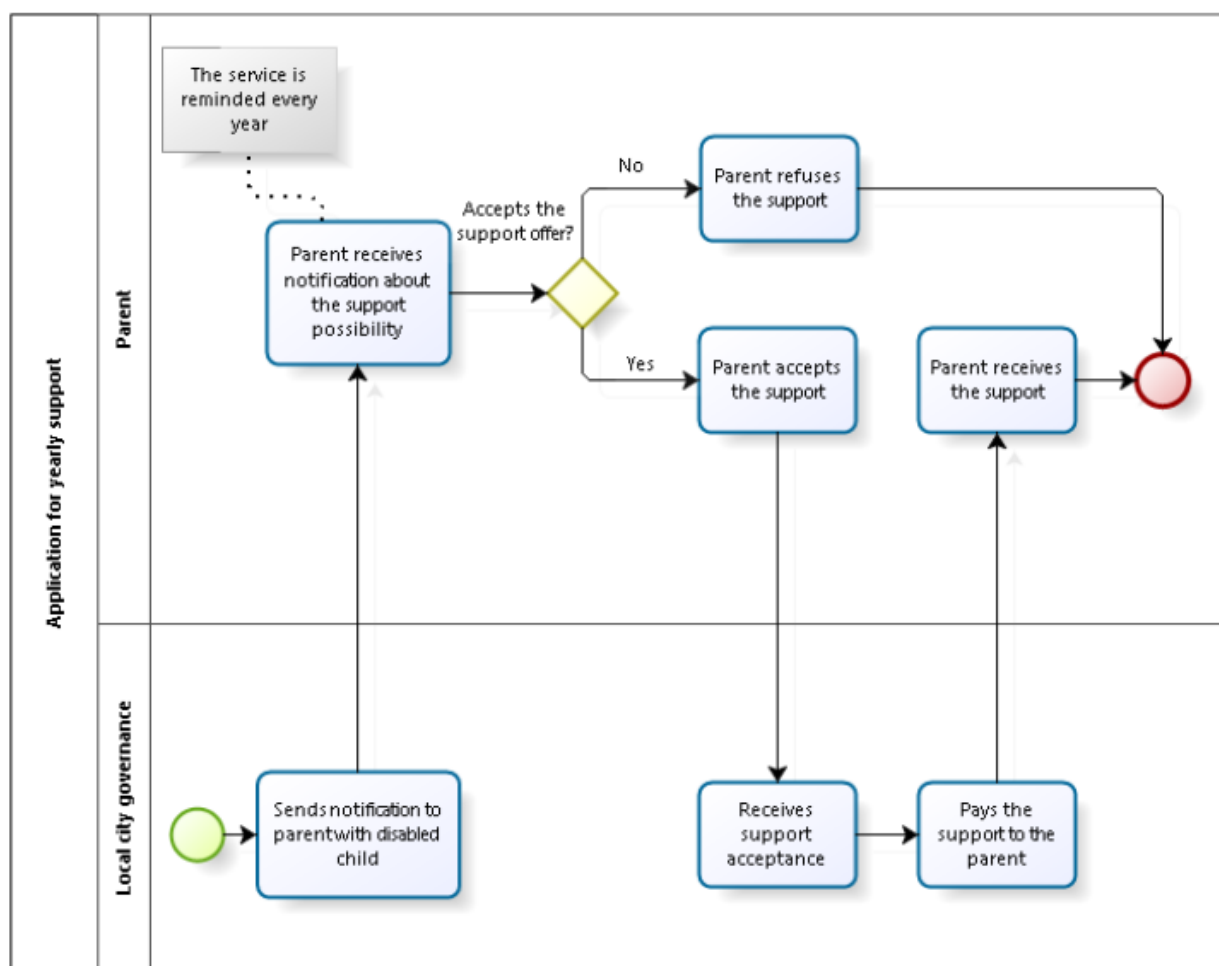 Application for yearly support
Parent
The service is
reminded every
year
Parent receives
notification about
the support
possibility
Accepts the
support offer?
No
Parent refuses
the support
Yes
Parent accepts
the support
Parent receives
the support
Local city governance
Sends notification to
parent with disabled
child
Receives
support
acceptance
Pays the
support to the
parent